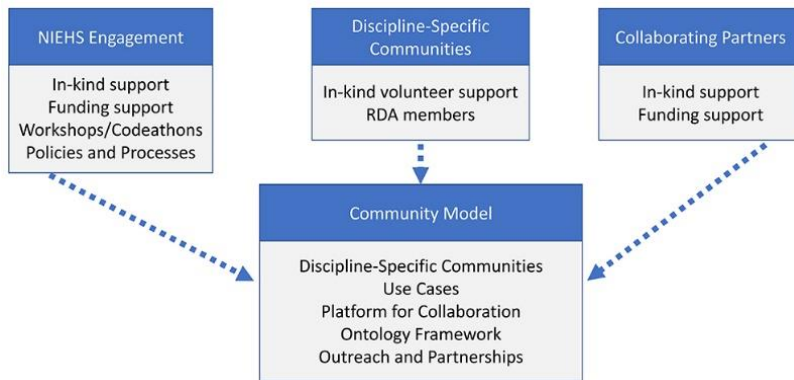 NIEHS Engagement
In-kind support
Funding support
Workshops/Codeathons
Policies and Processes
Discipline-Specific
Communities
In-kind volunteer support
RDA members
Collaborating Partners
In-kind support
Funding support
Community Model
Discipline-Specific Communities
Use Cases
Platform for Collaboration
Ontology Framework
Outreach and Partnerships